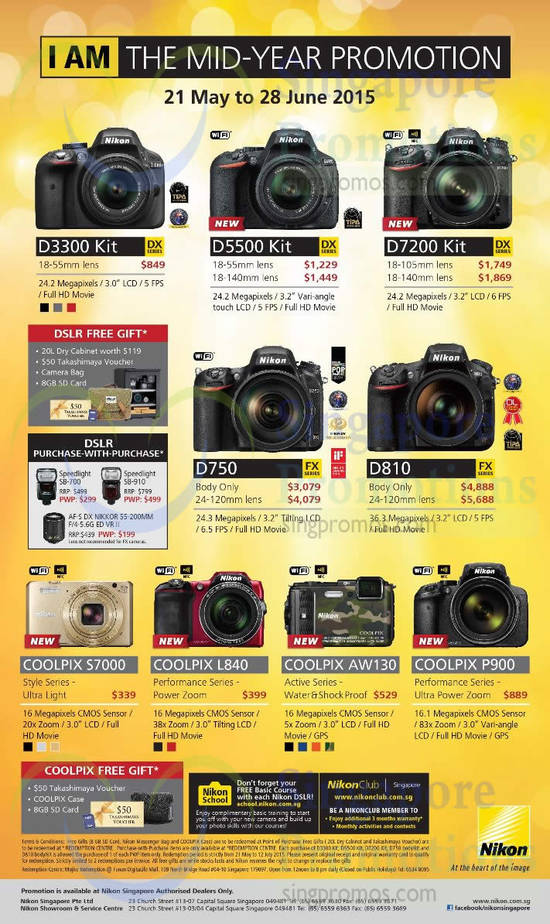 I AM THE MID-YEAR PROMOTION
21 May to 28 June 2015
D3300 Kit DX SERIES
18-55mm lens $849
24.2 Megapixels / 3.0" LCD / 5 FPS
/ Full HD Movie
NEW
D5500 Kit DX SERIES
18-55mm lens $1,229
18-140mm lens $1,449
24.2 Megapixels / 3.2" Vari-angle
touch LCD / 5 FPS / Full HD Movie
NEW
D7200 Kit DX SERIES
18-105mm lens $1,749
18-140mm lens $1,869
24.2 Megapixels / 3.2" LCD / 6 FPS
/ Full HD Movie
DSLR FREE GIFT*
• 20L Dry Cabinet worth $119
• $50 Takashimaya Voucher
• Camera Bag
• 8GB SD Card
DSLR
PURCHASE-WITH-PURCHASE*
Speedlight
SB-700
RRP: $498
PWP: $299
Speedlight
SB-910
RRP: $799
PWP: $499
AF-S DX NIKKOR 55-200MM
F/4-5.6G ED VR II
RRP: $439 PWP: $199
Lens not recommended for FX cameras.
D750 FX SERIES
Body Only $3,079
24-120mm lens $4,079
24.3 Megapixels / 3.2" Tilting LCD
/ 6.5 FPS / Full HD Movie
D810 FX SERIES
Body Only $4,888
24-120mm lens $5,688
36.3 Megapixels / 3.2" LCD / 5 FPS
/ Full HD Movie
NEW
COOLPIX S7000
Style Series -
Ultra Light $339
16 Megapixels CMOS Sensor /
20x Zoom / 3.0" LCD / Full
HD Movie
NEW
COOLPIX L840
Performance Series -
Power Zoom $399
16 Megapixels CMOS Sensor /
38x Zoom / 3.0" Tilting LCD /
Full HD Movie
NEW
COOLPIX AW130
Active Series -
Water & Shock Proof $529
16 Megapixels CMOS Sensor /
5x Zoom / 3.0" LCD / Full HD
Movie / GPS
NEW
COOLPIX P900
Performance Series -
Ultra Power Zoom $889
16.1 Megapixels CMOS Sensor
/ 83x Zoom / 3.0" Vari-angle
LCD / Full HD Movie / GPS
COOLPIX FREE GIFT*
• $50 Takashimaya Voucher
• COOLPIX Case
• 8GB SD Card
Nikon
School
Don't forget your
FREE Basic Course
with each Nikon DSLR!
school.nikon.com.sg
Enjoy complimentary basic training to start
you off with your new camera and build up
your photo skills with our courses!
NikonClub | Singapore
www.nikonclub.com.sg
BE A NIKONCLUB MEMBER TO
• Enjoy additional 3 months warranty*
• Monthly activities and contests
Nikon
At the heart of the image
Promotion is available at Nikon Singapore Authorised Dealers Only.
Nikon Singapore Pte Ltd 23 Church Street #13-07 Capital Square Singapore 049481
Nikon Showroom & Service Centre 23 Church Street #13-03/04 Capital Square Singapore 049481
www.nikon.com.sg
facebook/nikonsingapore
Singapore
Promotions
singpromos.com